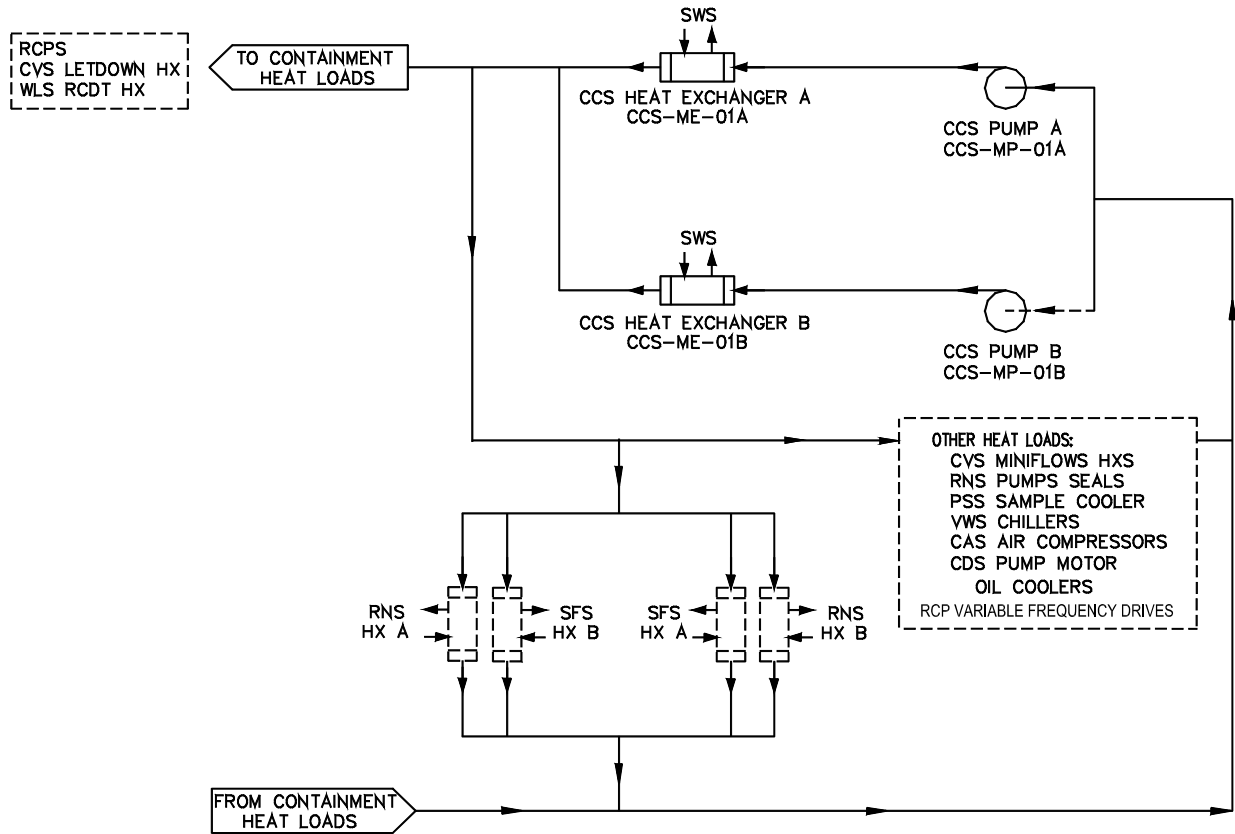 RCPS
CVS LETDOWN HX
WLS RCDT HX
TO CONTAINMENT
HEAT LOADS
SWS
CCS HEAT EXCHANGER A
CCS-ME-01A
CCS PUMP A
CCS-MP-01A
SWS
CCS HEAT EXCHANGER B
CCS-ME-01B
CCS PUMP B
CCS-MP-01B
OTHER HEAT LOADS:
CVS MINIFLOWS HXS
RNS PUMPS SEALS
PSS SAMPLE COOLER
VWS CHILLERS
CAS AIR COMPRESSORS
CDS PUMP MOTOR
OIL COOLERS
RCP VARIABLE FREQUENCY DRIVES
RNS
HX A
SFS
HX B
SFS
HX A
RNS
HX B
FROM CONTAINMENT
HEAT LOADS